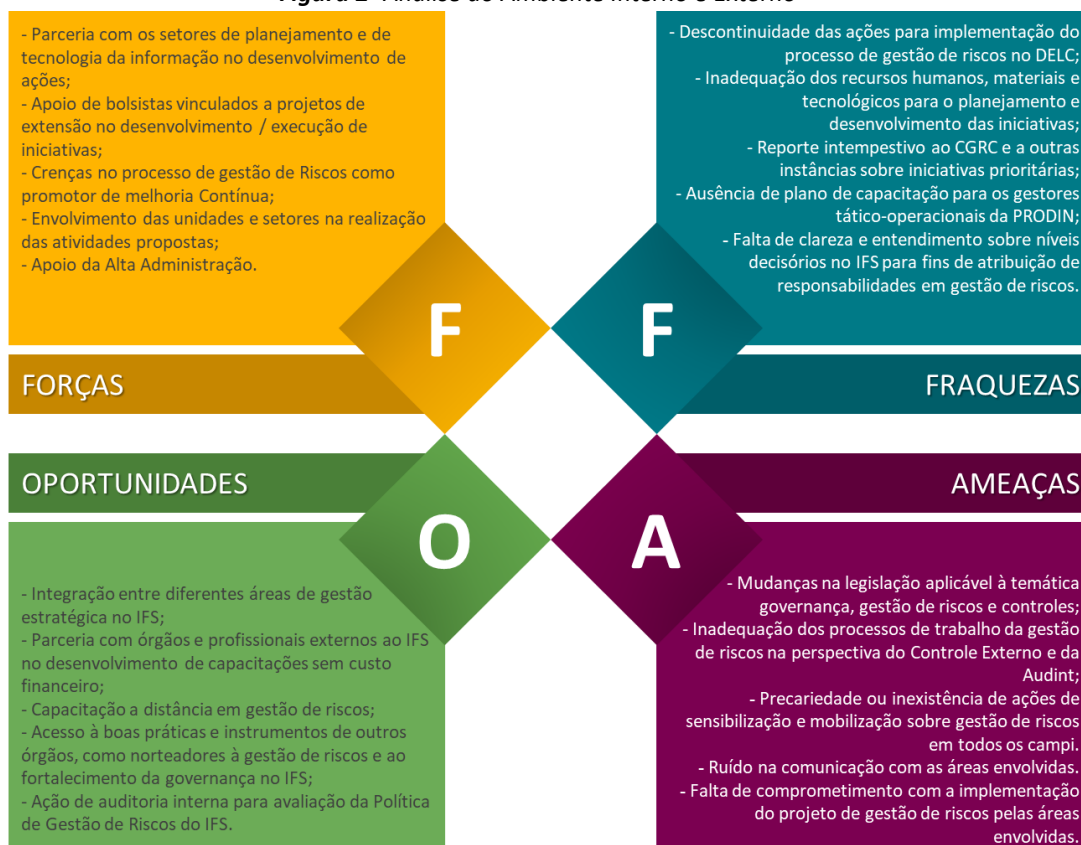 Figura 2- Análise do Ambiente Interno e Externo
- Parceria com os setores de planejamento e de
tecnologia da informação no desenvolvimento de
ações;
- Apoio de bolsistas vinculados a projetos de
extensão no desenvolvimento / execução de
iniciativas;
- Crenças no processo de gestão de Riscos como
promotor de melhoria Contínua;
- Envolvimento das unidades e setores na realização
das atividades propostas;
- Apoio da Alta Administração.
F
FORÇAS
- Descontinuidade das ações para implementação do
processo de gestão de riscos no DELC;
- Inadequação dos recursos humanos, materiais e
tecnológicos para o planejamento e
desenvolvimento das iniciativas;
- Reporte intempestivo ao CGRC e a outras
instâncias sobre iniciativas prioritárias;
- Ausência de plano de capacitação para os gestores
tático-operacionais da PRODIN;
- Falta de clareza e entendimento sobre níveis
decisórios no IFS para fins de atribuição de
responsabilidades em gestão de riscos.
F
FRAQUEZAS
OPORTUNIDADES
O
- Integração entre diferentes áreas de gestão
estratégica no IFS;
- Parceria com órgãos e profissionais externos ao IFS
no desenvolvimento de capacitações sem custo
financeiro;
- Capacitação a distância em gestão de riscos;
- Acesso à boas práticas e instrumentos de outros
órgãos, como norteadores à gestão de riscos e ao
fortalecimento da governança no IFS;
- Ação de auditoria interna para avaliação da Política
de Gestão de Riscos do IFS.
AMEAÇAS
A
- Mudanças na legislação aplicável à temática
governança, gestão de riscos e controles;
- Inadequação dos processos de trabalho da gestão
de riscos na perspectiva do Controle Externo e da
Audint;
- Precariedade ou inexistência de ações de
sensibilização e mobilização sobre gestão de riscos
em todos os campi.
- Ruído na comunicação com as áreas envolvidas.
- Falta de comprometimento com a implementação
do projeto de gestão de riscos pelas áreas
envolvidas.